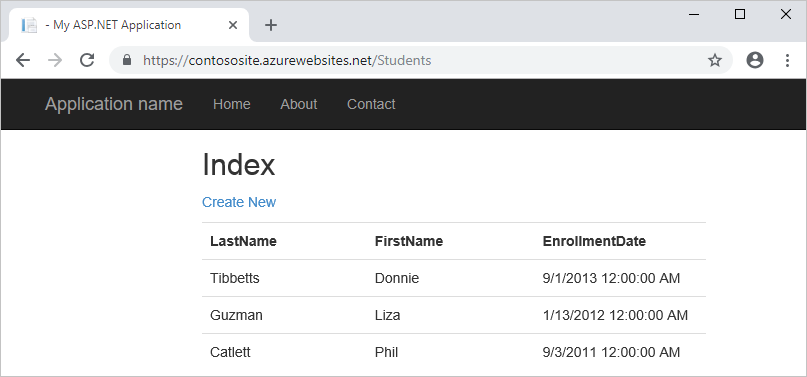 - My ASP.NET Application
https://contososite.azurewebsites.net/Students
Application name Home About Contact
Index
Create New
LastName FirstName EnrollmentDate
Tibbetts Donnie 9/1/2013 12:00:00 AM
Guzman Liza 1/13/2012 12:00:00 AM
Catlett Phil 9/3/2011 12:00:00 AM